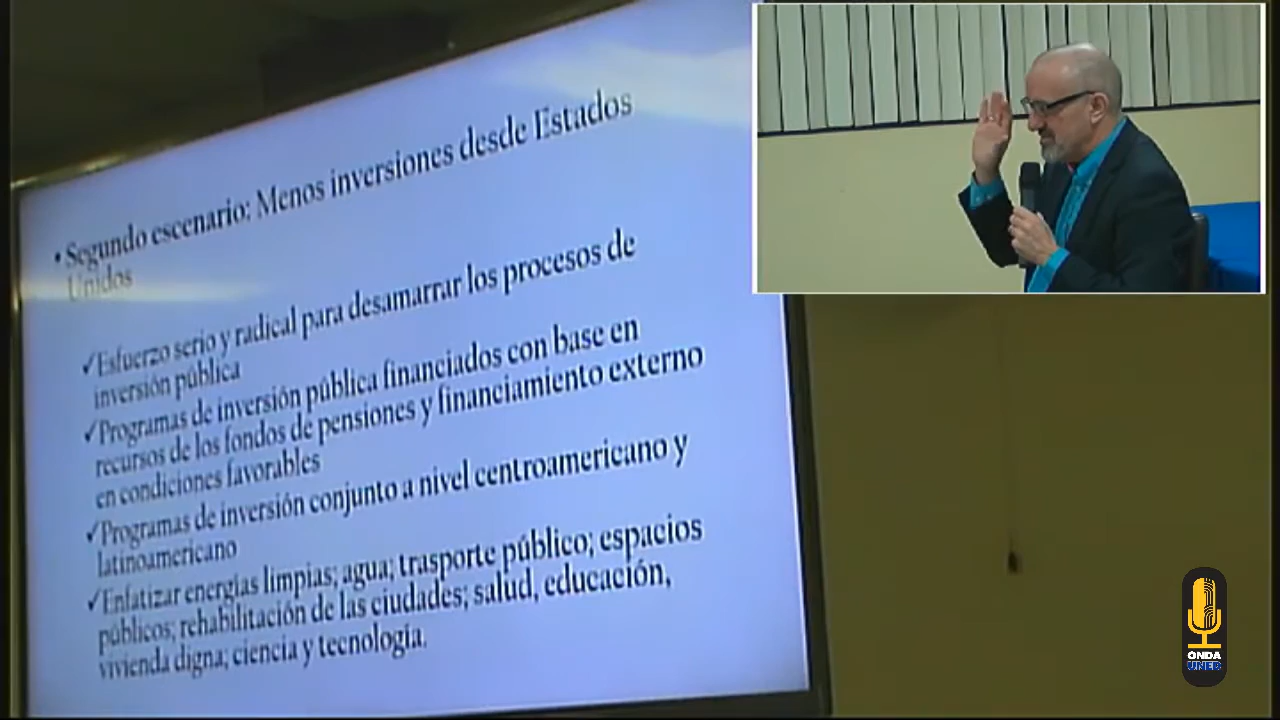 • Segundo escenario: Menos inversiones desde Estados
Unidos
✓Esfuerzo serio y radical para desamarrar los procesos de
inversión pública
✓Programas de inversión pública financiados con base en
recursos de los fondos de pensiones y financiamiento externo
en condiciones favorables
✓Programas de inversión conjunto a nivel centroamericano y
latinoamericano
✓Enfatizar energías limpias; agua; trasporte público; espacios
públicos; rehabilitación de las ciudades; salud, educación,
vivienda digna; ciencia y tecnología.
ONDA
UNED